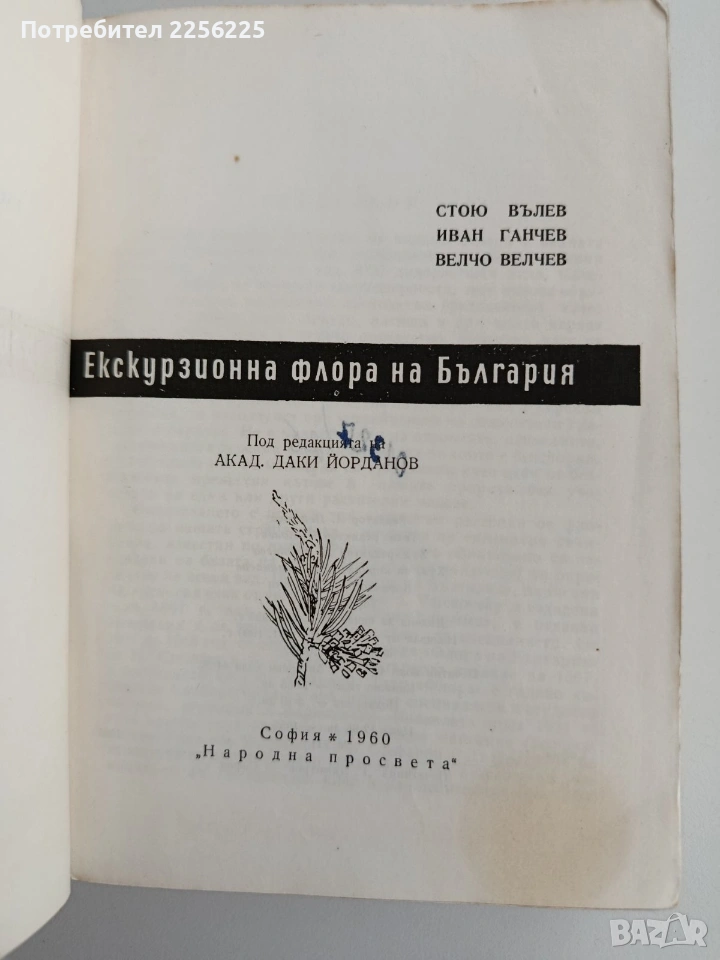 Потребител 2256225
СТОЮ ВЪЛЕВ
ИВАН ГАНЧЕВ
ВЕЛЧО ВЕЛЧЕВ
Екскурзионна флора на България
Под редакцията на
АКАД. ДАКИ ЙОРДАНОВ
София * 1960
„Народна просвета“
BAZAR